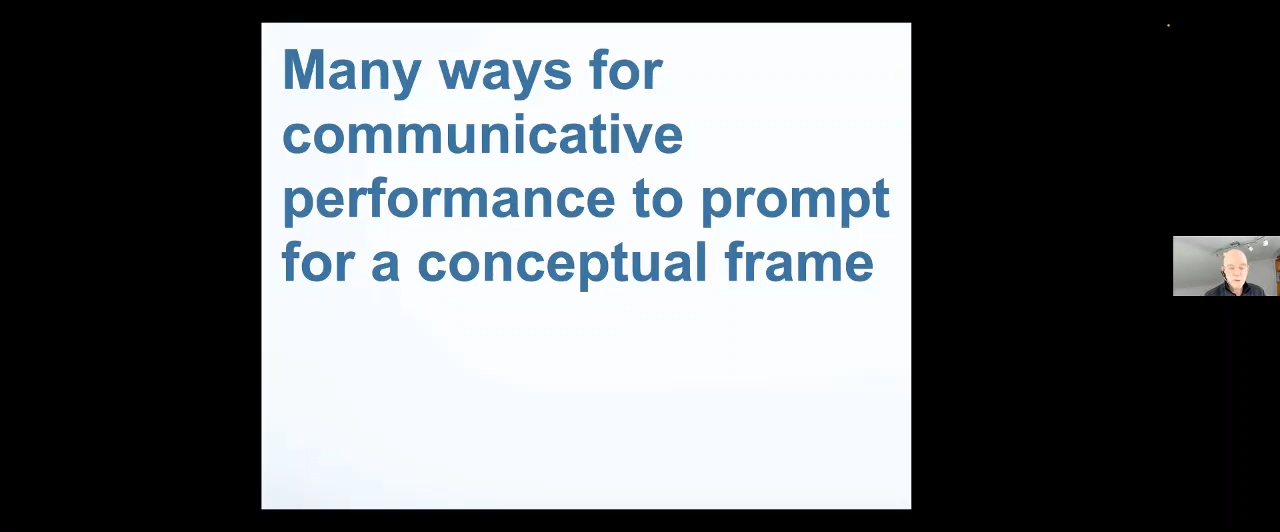 Many ways for
communicative
performance to prompt
for a conceptual frame